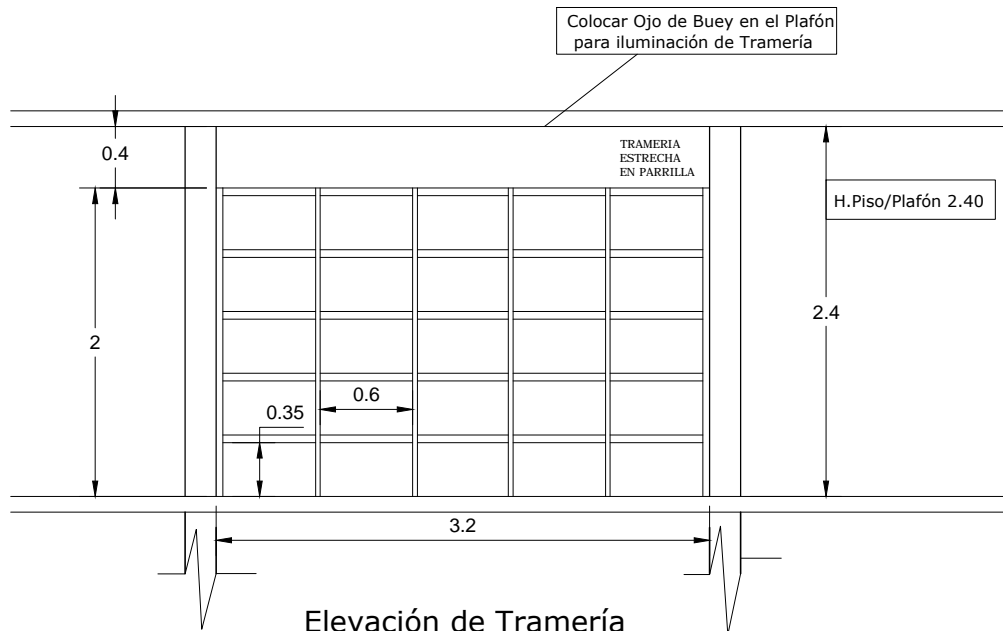 Colocar Ojo de Buey en el Plafón
para iluminación de Tramería
0.4
TRAMERIA
ESTRECHA
EN PARRILLA
H.Piso/Plafón 2.40
2.4
2
0.6
0.35
3.2
Elevación de Tramería